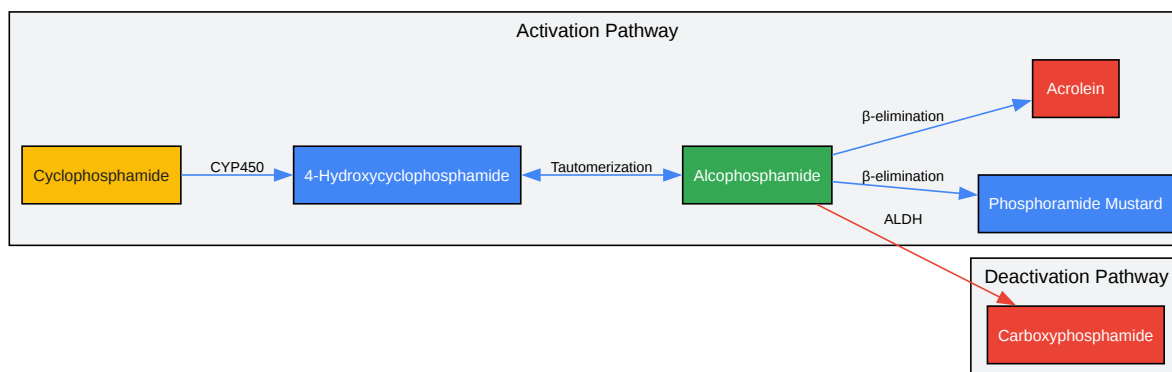 Activation Pathway
Acrolein
β-elimination
Cyclophosphamide
CYP450
4-Hydroxycyclophosphamide
Tautomerization
Alcophosphamide
β-elimination
Phosphoramide Mustard
ALDH
Deactivation Pathway
Carboxyphosphamide